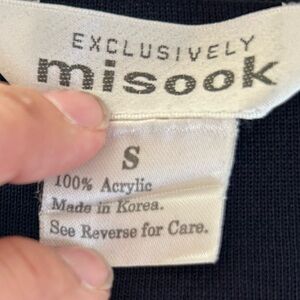 EXCLUSIVELY
misook
S
100% Acrylic
Made in Korea.
See Reverse for Care.